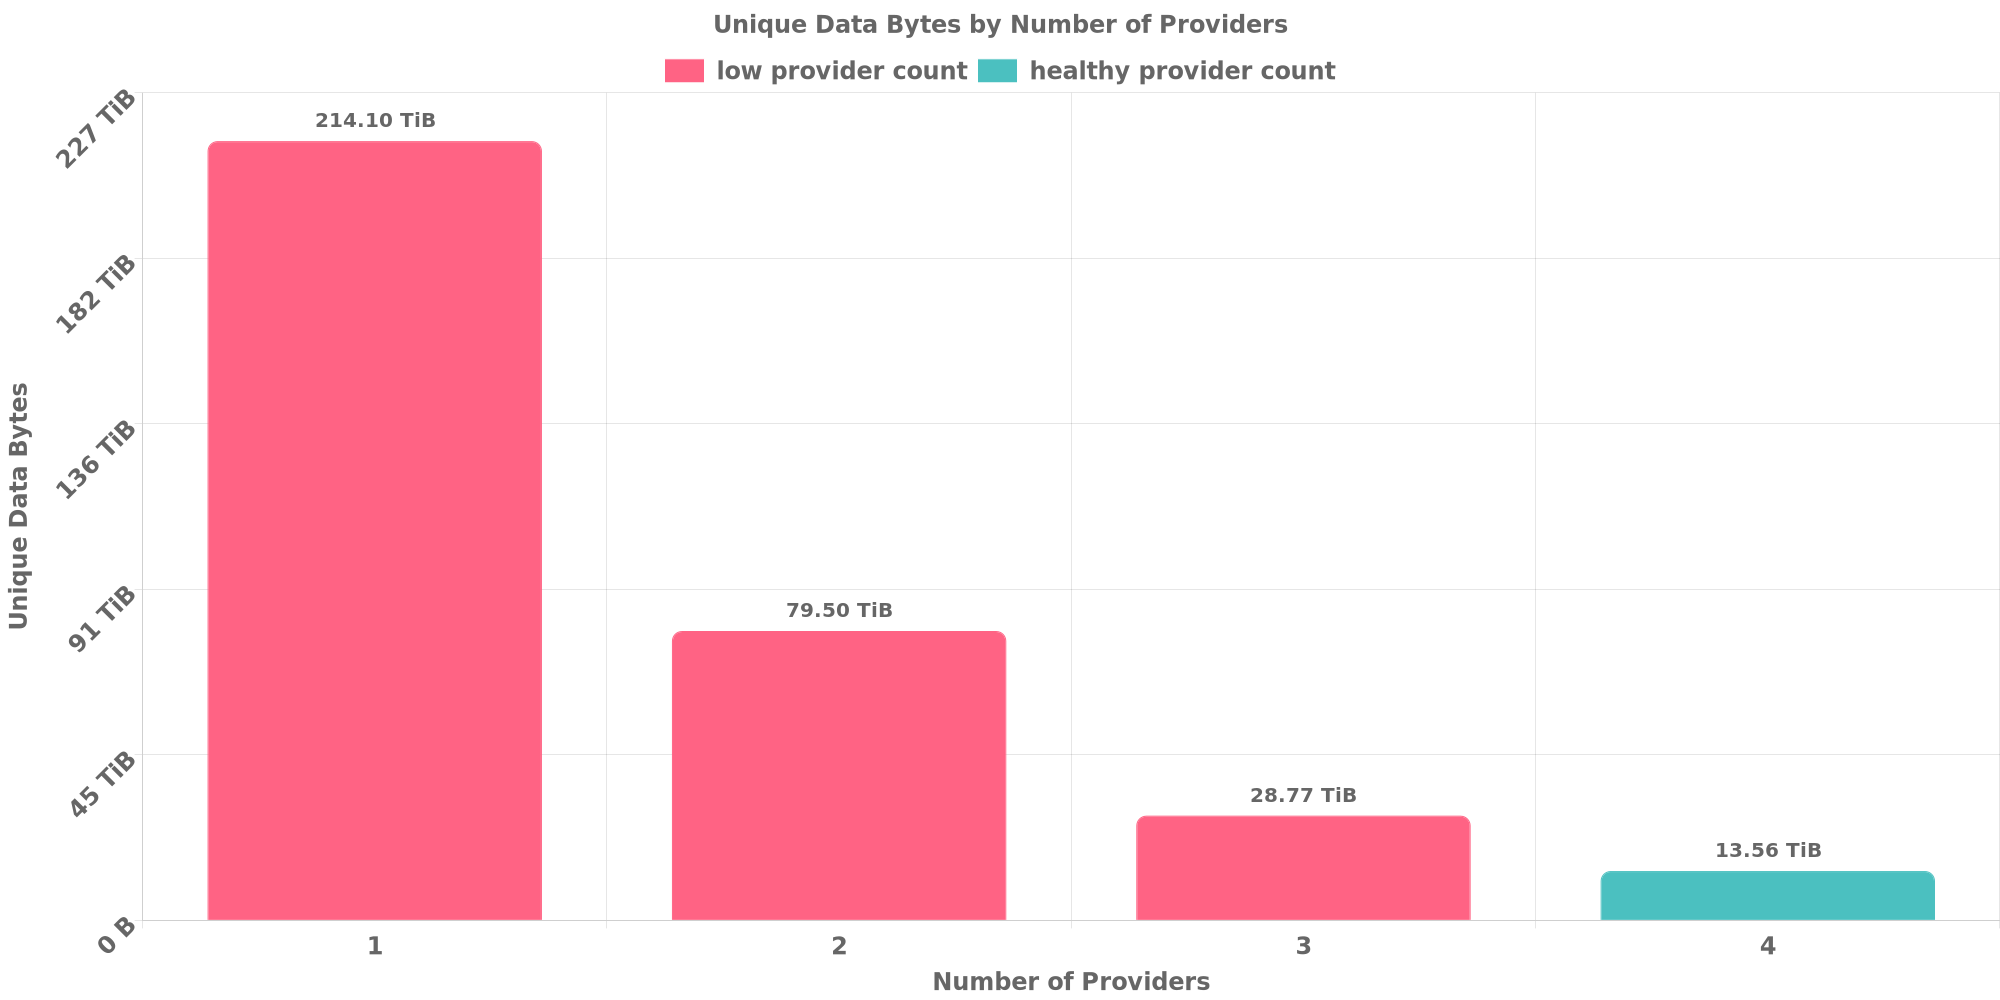 Unique Data Bytes by Number of Providers
low provider count healthy provider count
227 TiB
182 TiB
136 TiB
91 TiB
45 TiB
0 B
Unique Data Bytes
214.10 TiB
79.50 TiB
28.77 TiB
13.56 TiB
1 2 3 4
Number of Providers